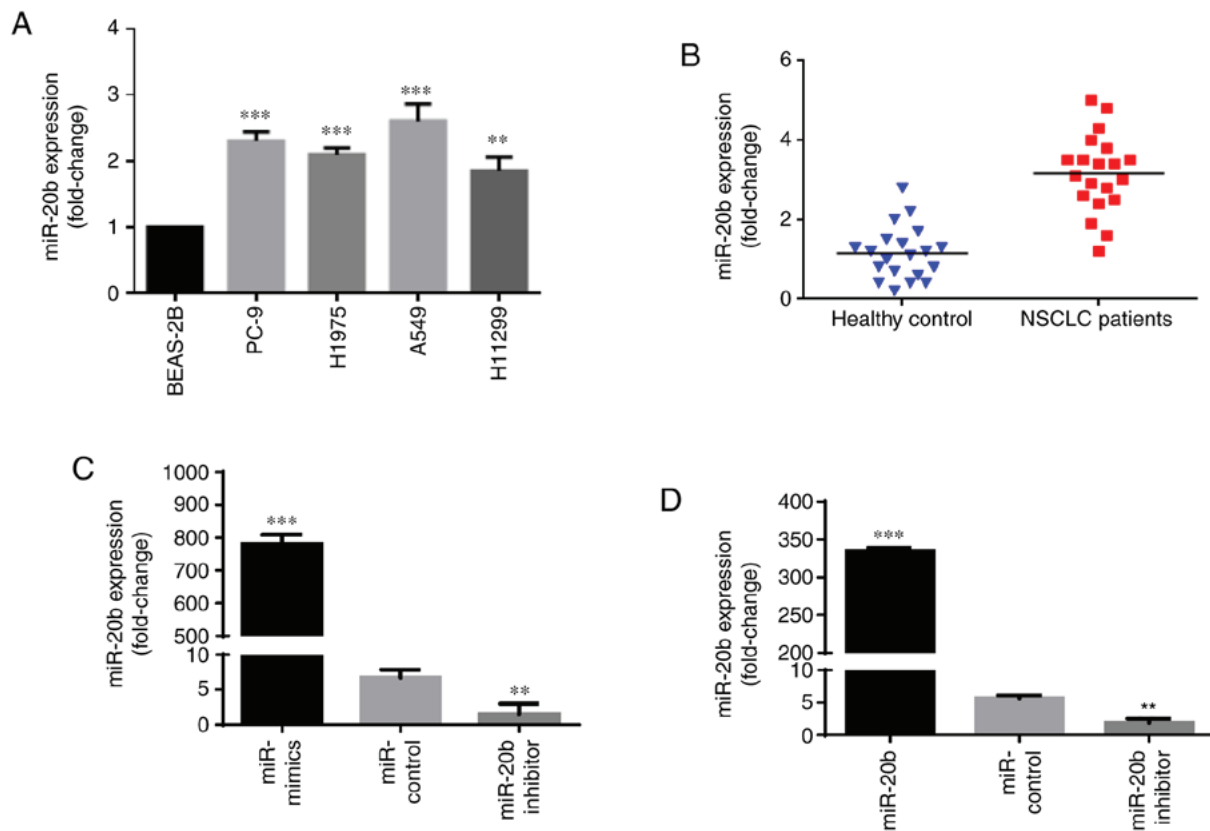 A
miR-20b expression
(fold-change)
4
3
2
1
0
***
***
***
**
BEAS-2B
PC-9
H1975
A549
H11299
B
miR-20b expression
(fold-change)
6
4
2
0
Healthy control
NSCLC patients
C
miR-20b expression
(fold-change)
1000
900
800
700
600
500
10
5
0
***
**
miR-
mimics
miR-
control
miR-20b
inhibitor
D
miR-20b expression
(fold-change)
400
350
300
250
200
10
5
0
***
**
miR-20b
miR-
control
miR-20b
inhibitor